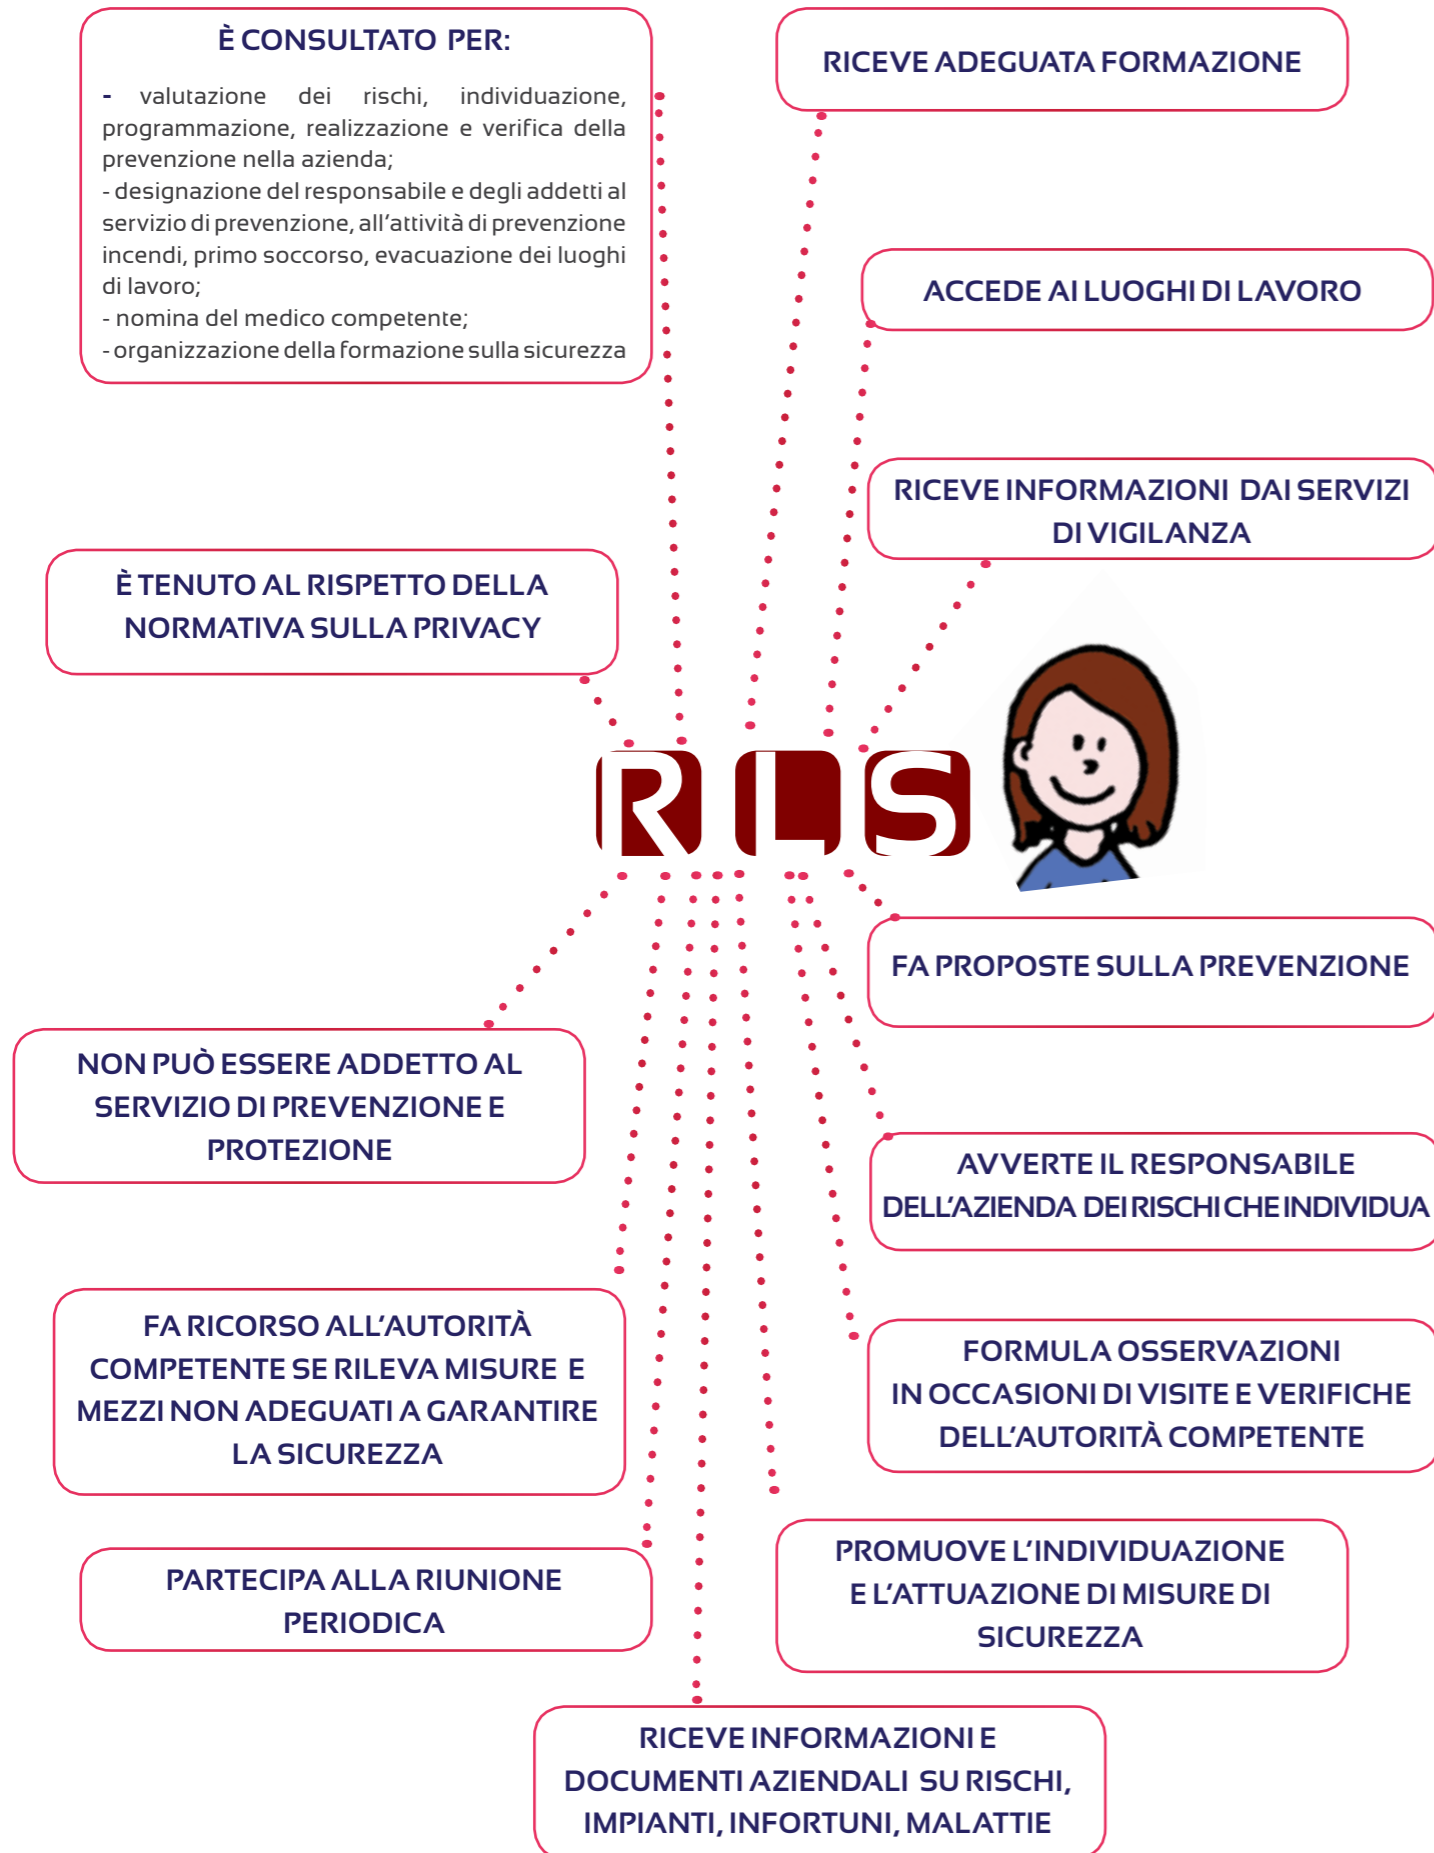 È CONSULTATO PER:
- valutazione dei rischi, individuazione,
programmazione, realizzazione e verifica della
prevenzione nella azienda;
- designazione del responsabile e degli addetti al
servizio di prevenzione, all'attività di prevenzione
incendi, primo soccorso, evacuazione dei luoghi
di lavoro;
- nomina del medico competente;
- organizzazione della formazione sulla sicurezza
RICEVE ADEGUATA FORMAZIONE
ACCEDE AI LUOGHI DI LAVORO
RICEVE INFORMAZIONI DAI SERVIZI
DI VIGILANZA
È TENUTO AL RISPETTO DELLA
NORMATIVA SULLA PRIVACY
RLS
FA PROPOSTE SULLA PREVENZIONE
NON PUÒ ESSERE ADDETTO AL
SERVIZIO DI PREVENZIONE E
PROTEZIONE
AVVERTE IL RESPONSABILE
DELL'AZIENDA DEI RISCHI CHE INDIVIDUA
FA RICORSO ALL'AUTORITÀ
COMPETENTE SE RILEVA MISURE E
MEZZI NON ADEGUATI A GARANTIRE
LA SICUREZZA
FORMULA OSSERVAZIONI
IN OCCASIONI DI VISITE E VERIFICHE
DELL'AUTORITÀ COMPETENTE
PARTECIPA ALLA RIUNIONE
PERIODICA
PROMUOVE L'INDIVIDUAZIONE
E L'ATTUAZIONE DI MISURE DI
SICUREZZA
RICEVE INFORMAZIONI E
DOCUMENTI AZIENDALI SU RISCHI,
IMPIANTI, INFORTUNI, MALATTIE